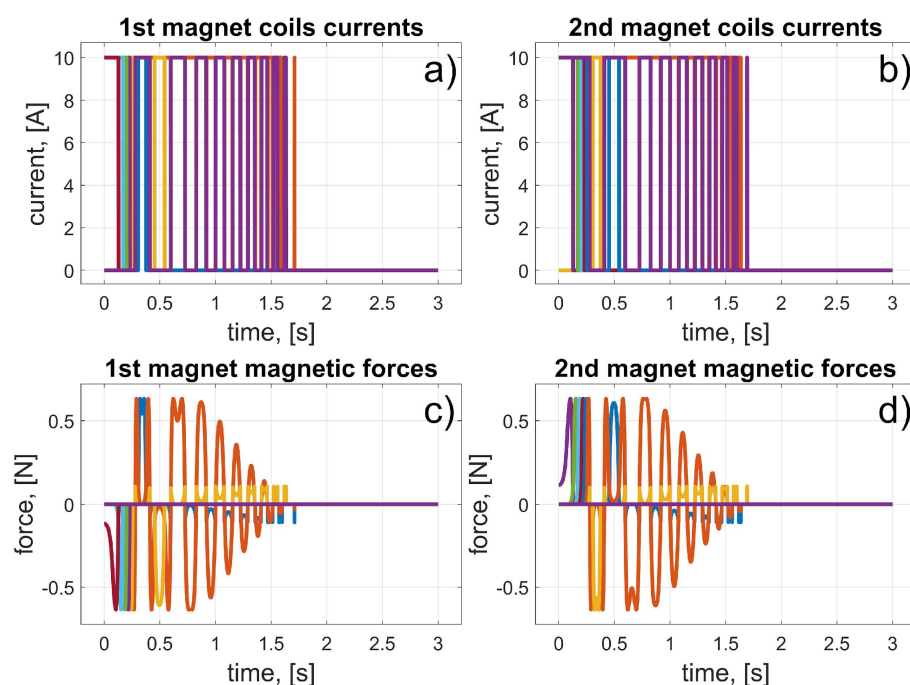 1st magnet coils currents
a)
10
8
6
4
2
0
current, [A]
0 0.5 1 1.5 2 2.5 3
time, [s]
2nd magnet coils currents
b)
10
8
6
4
2
0
current, [A]
0 0.5 1 1.5 2 2.5 3
time, [s]
1st magnet magnetic forces
c)
0.5
0
-0.5
force, [N]
0 0.5 1 1.5 2 2.5 3
time, [s]
2nd magnet magnetic forces
d)
0.5
0
-0.5
force, [N]
0 0.5 1 1.5 2 2.5 3
time, [s]